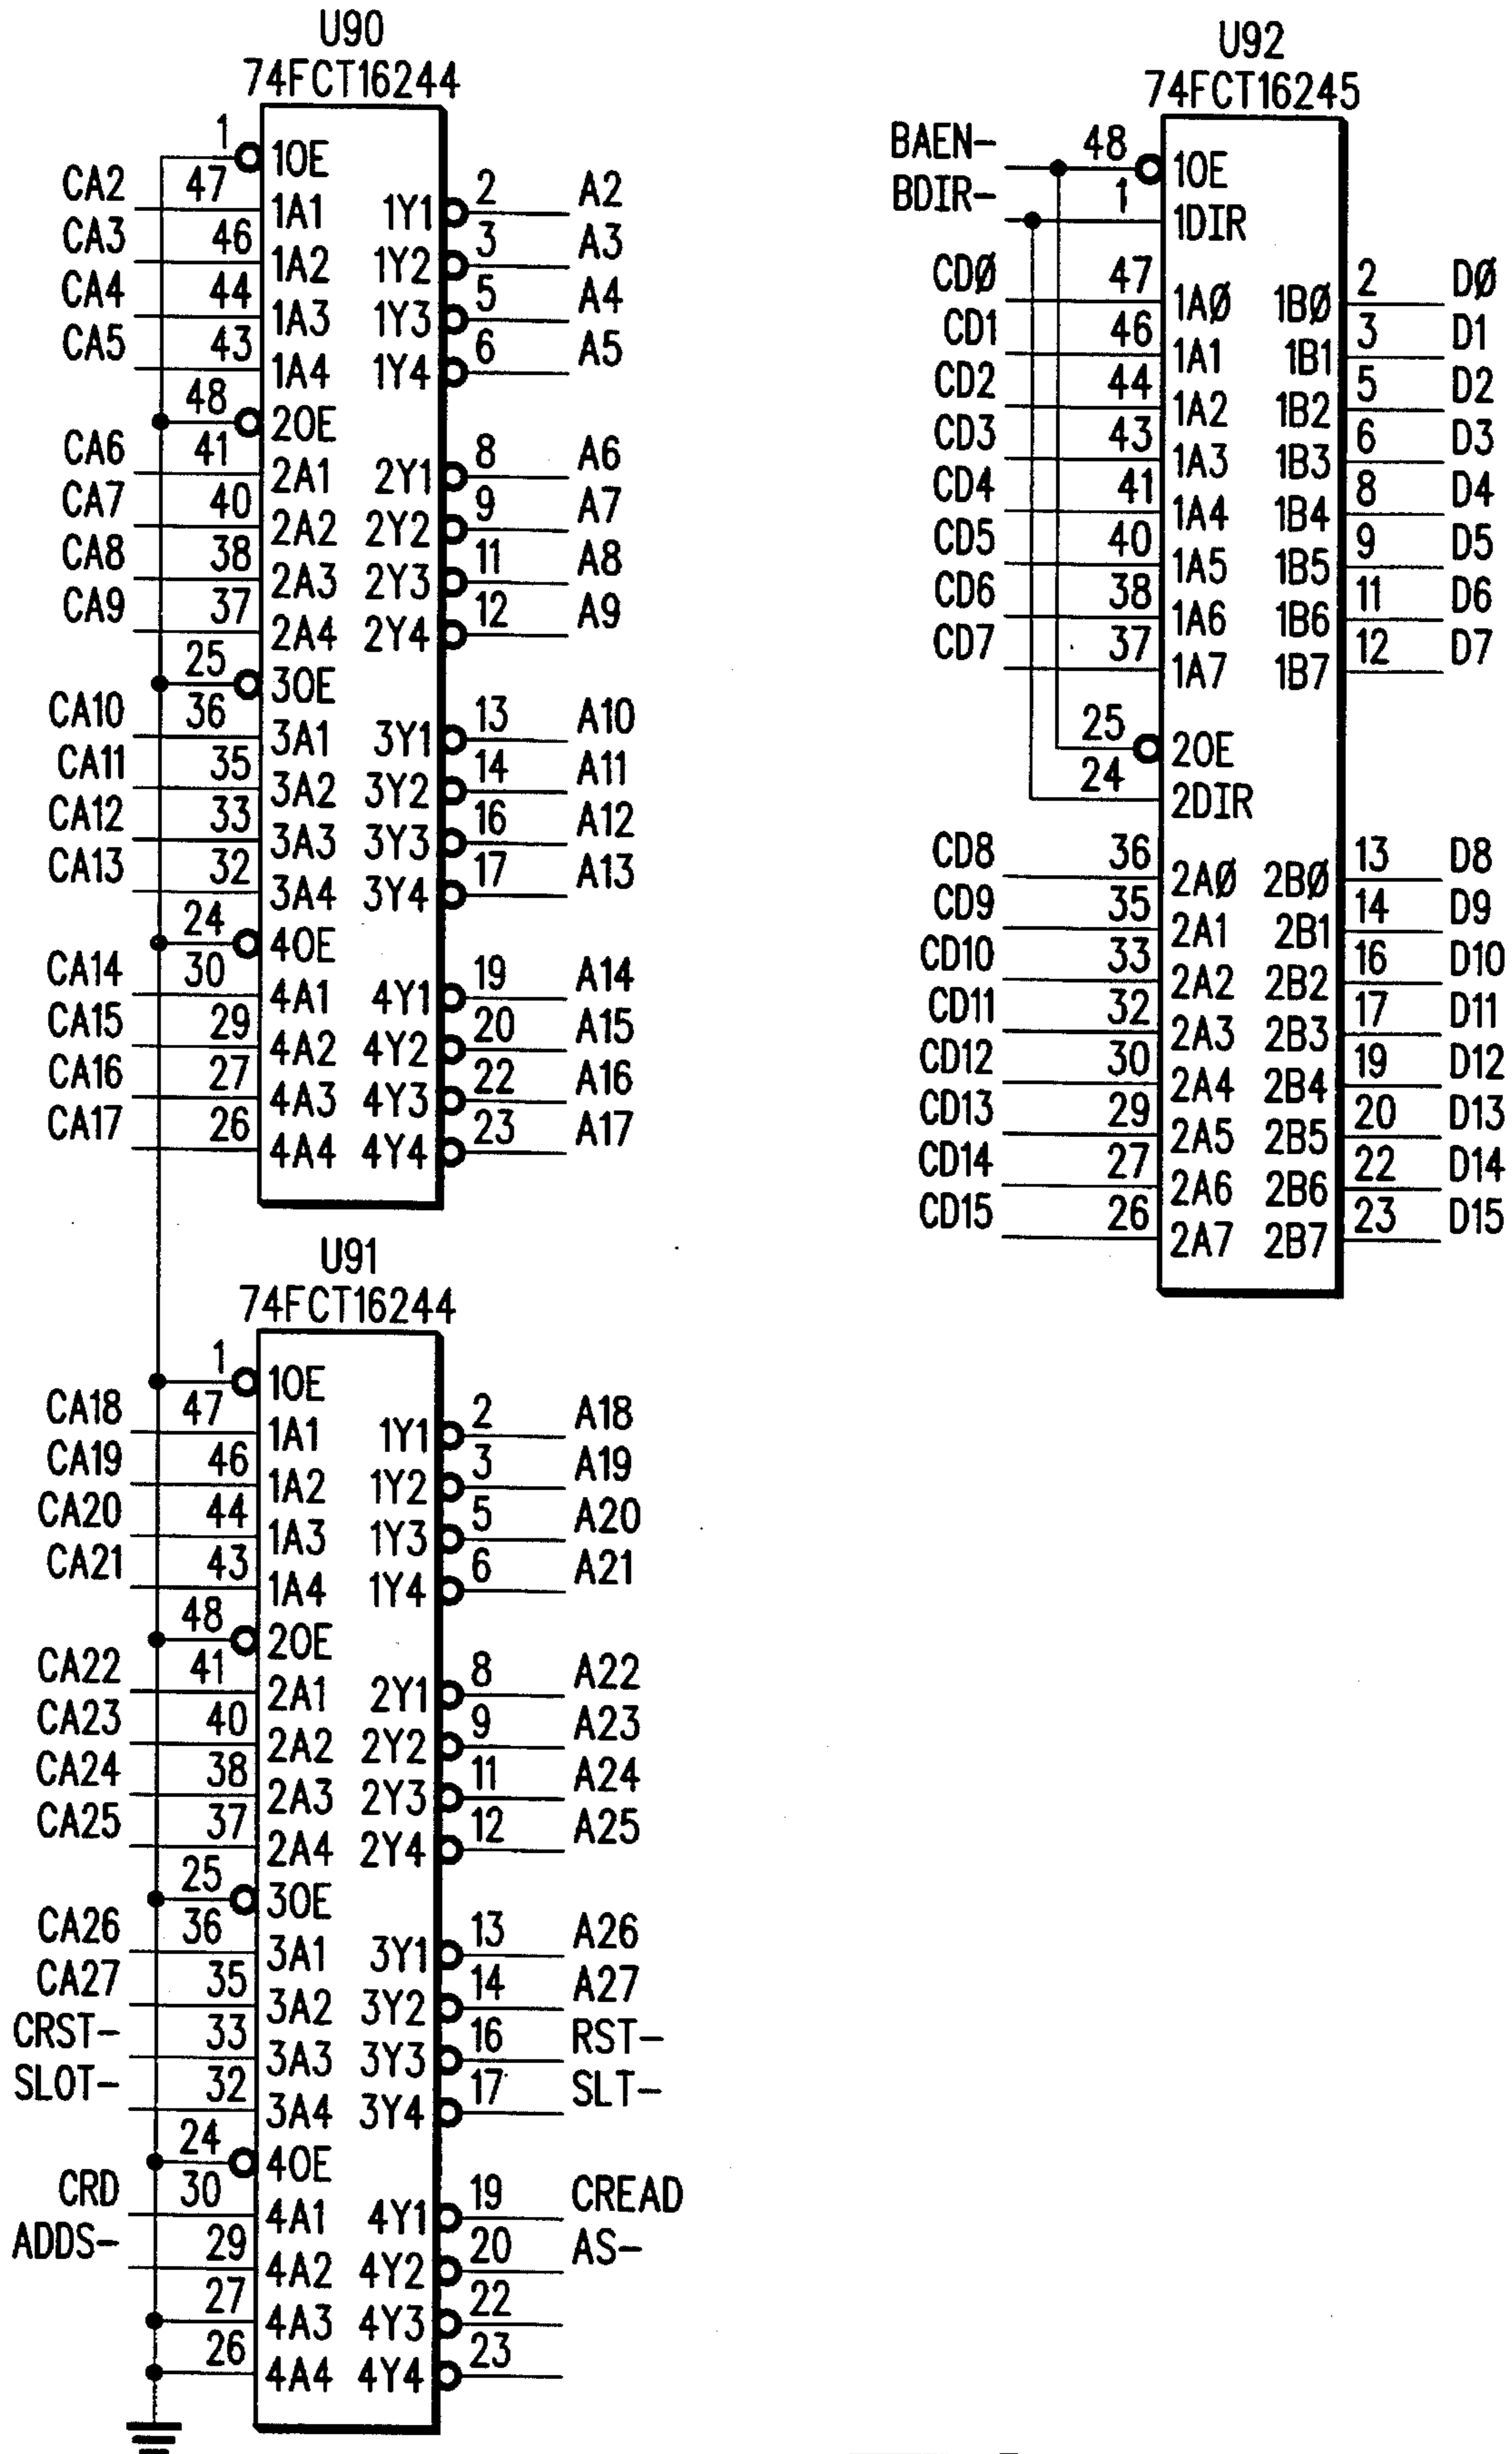 U90
74FCT16244
1 1OE
CA2 47 1A1 1Y1 2 A2
CA3 46 1A2 1Y2 3 A3
CA4 44 1A3 1Y3 5 A4
CA5 43 1A4 1Y4 6 A5
48 2OE
CA6 41 2A1 2Y1 8 A6
CA7 40 2A2 2Y2 9 A7
CA8 38 2A3 2Y3 11 A8
CA9 37 2A4 2Y4 12 A9
25 3OE
CA10 36 3A1 3Y1 13 A10
CA11 35 3A2 3Y2 14 A11
CA12 33 3A3 3Y3 16 A12
CA13 32 3A4 3Y4 17 A13
24 4OE
CA14 30 4A1 4Y1 19 A14
CA15 29 4A2 4Y2 20 A15
CA16 27 4A3 4Y3 22 A16
CA17 26 4A4 4Y4 23 A17
U91
74FCT16244
1 1OE
CA18 47 1A1 1Y1 2 A18
CA19 46 1A2 1Y2 3 A19
CA20 44 1A3 1Y3 5 A20
CA21 43 1A4 1Y4 6 A21
48 2OE
CA22 41 2A1 2Y1 8 A22
CA23 40 2A2 2Y2 9 A23
CA24 38 2A3 2Y3 11 A24
CA25 37 2A4 2Y4 12 A25
25 3OE
CA26 36 3A1 3Y1 13 A26
CA27 35 3A2 3Y2 14 A27
CRST- 33 3A3 3Y3 16 RST-
SLOT- 32 3A4 3Y4 17 SLT-
24 4OE
CRD 30 4A1 4Y1 19 CREAD
ADDS- 29 4A2 4Y2 20 AS-
27 4A3 4Y3 22
26 4A4 4Y4 23
U92
74FCT16245
BAEN- 48 1OE
BDIR- 1 1DIR
CDØ 47 1AØ 1BØ 2 DØ
CD1 46 1A1 1B1 3 D1
CD2 44 1A2 1B2 5 D2
CD3 43 1A3 1B3 6 D3
CD4 41 1A4 1B4 8 D4
CD5 40 1A5 1B5 9 D5
CD6 38 1A6 1B6 11 D6
CD7 37 1A7 1B7 12 D7
25 2OE
24 2DIR
CD8 36 2AØ 2BØ 13 D8
CD9 35 2A1 2B1 14 D9
CD10 33 2A2 2B2 16 D10
CD11 32 2A3 2B3 17 D11
CD12 30 2A4 2B4 19 D12
CD13 29 2A5 2B5 20 D13
CD14 27 2A6 2B6 22 D14
CD15 26 2A7 2B7 23 D15